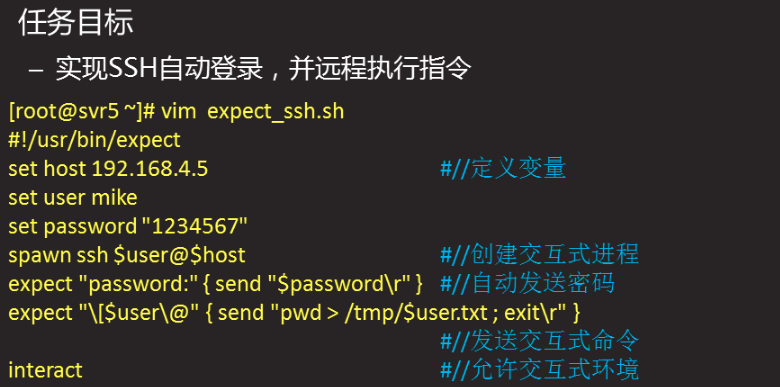 任务目标
– 实现SSH自动登录，并远程执行指令
[root@svr5 ~]# vim expect_ssh.sh
#!/usr/bin/expect
set host 192.168.4.5 #//定义变量
set user mike
set password "1234567"
spawn ssh $user@$host #//创建交互式进程
expect "password:" { send "$password\r" } #//自动发送密码
expect "\[$user\@" { send "pwd > /tmp/$user.txt ; exit\r" }
#//发送交互式命令
interact #//允许交互式环境